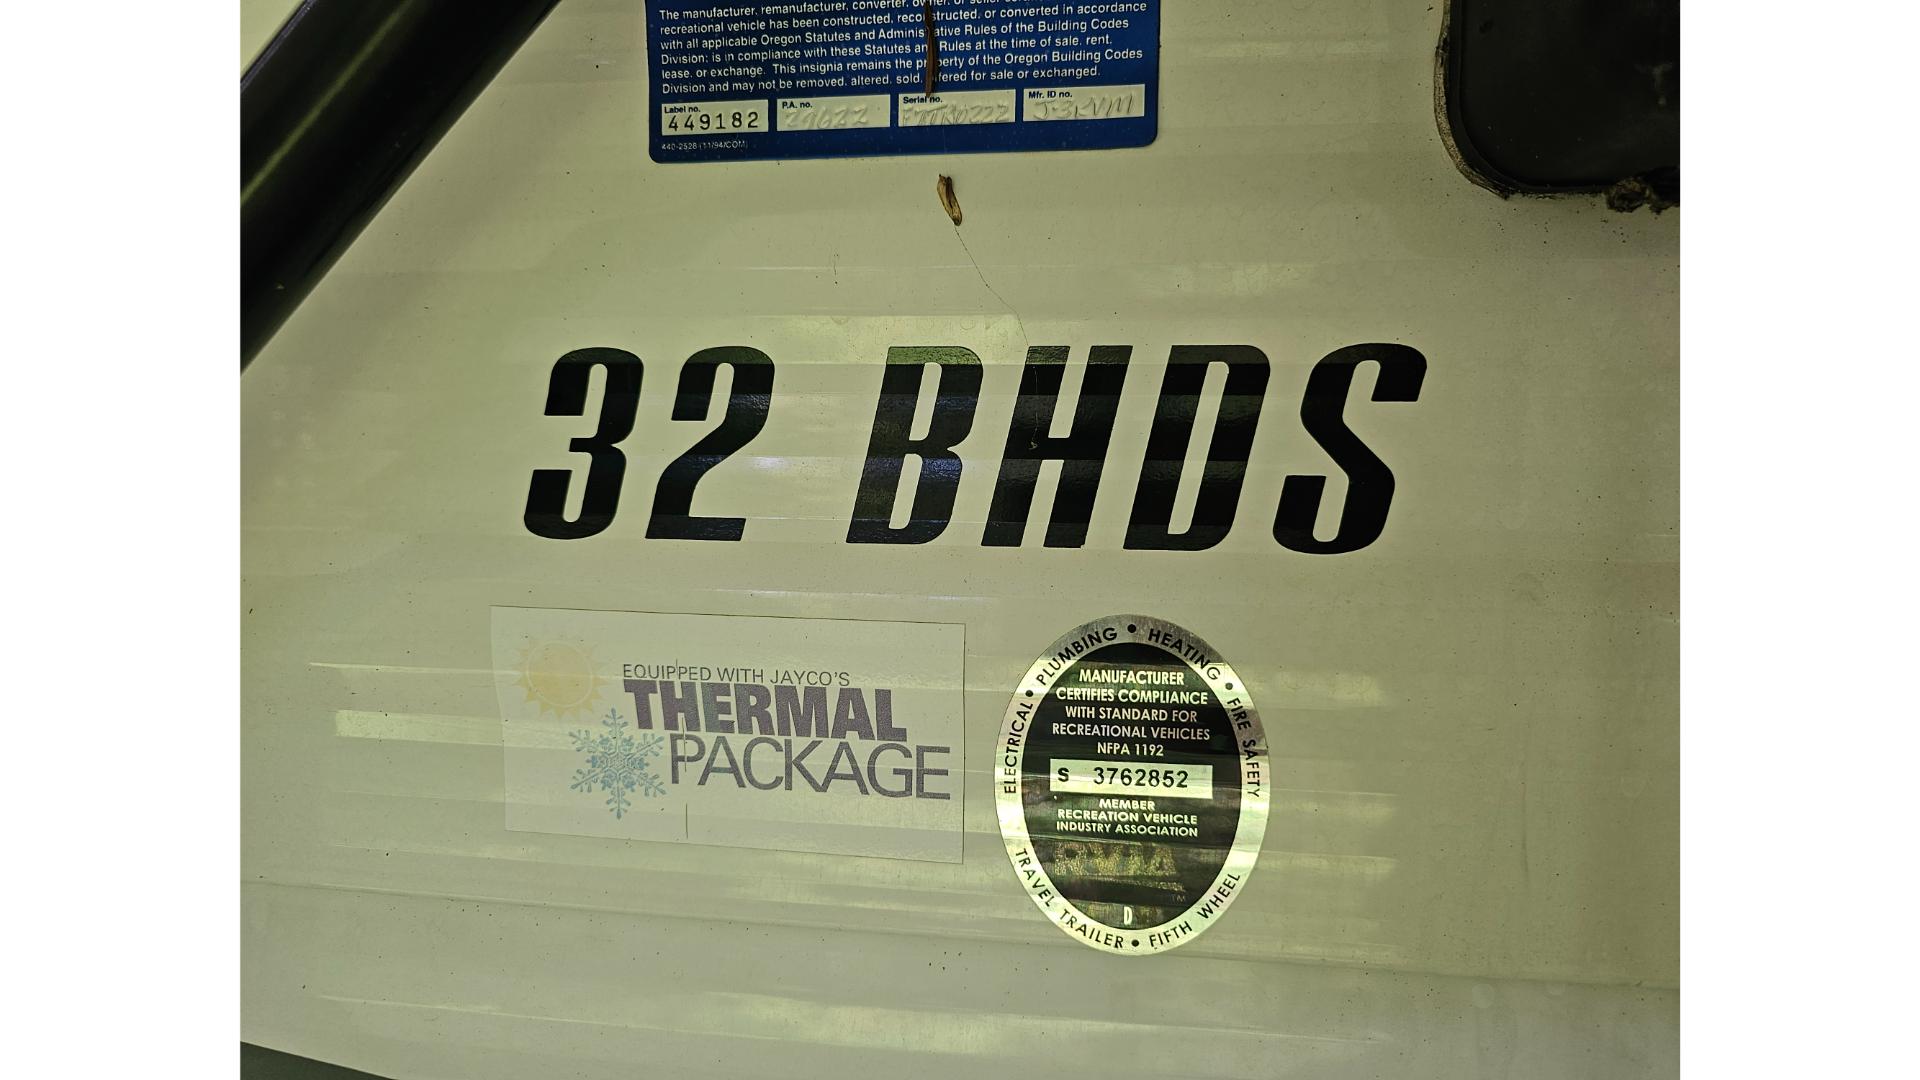 The manufacturer, remanufacturer, converter, owner, or seller
recreational vehicle has been constructed, reconstructed, or converted in accordance
with all applicable Oregon Statutes and Administrative Rules of the Building Codes
Division; is in compliance with these Statutes and Rules at the time of sale, rent,
lease, or exchange. This insignia remains the property of the Oregon Building Codes
Division and may not be removed, altered, sold, offered for sale or exchanged.
Label no. P.A. no. Serial no. Mfr. ID no.
449182 J-3KVM
440-2528 (11/94/COM)
32 BHDS
EQUIPPED WITH JAYCO'S
THERMAL
PACKAGE
ELECTRICAL • PLUMBING • HEATING • FIRE SAFETY
MANUFACTURER
CERTIFIES COMPLIANCE
WITH STANDARD FOR
RECREATIONAL VEHICLES
NFPA 1192
S 3762852
MEMBER
RECREATION VEHICLE
INDUSTRY ASSOCIATION
RVIA
TM
D
TRAVEL TRAILER • FIFTH WHEEL